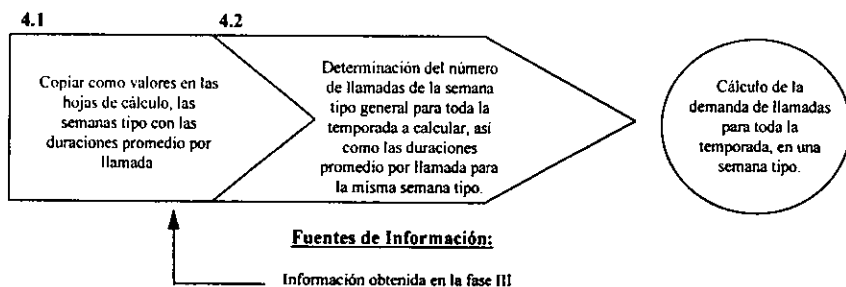 4.1
4.2
Copiar como valores en las
hojas de cálculo, las
semanas tipo con las
duraciones promedio por
llamada
Determinación del número
de llamadas de la semana
tipo general para toda la
temporada a calcular, así
como las duraciones
promedio por llamada para
la misma semana tipo.
Cálculo de la
demanda de llamadas
para toda la
temporada, en una
semana tipo.
Fuentes de Información:
Información obtenida en la fase III